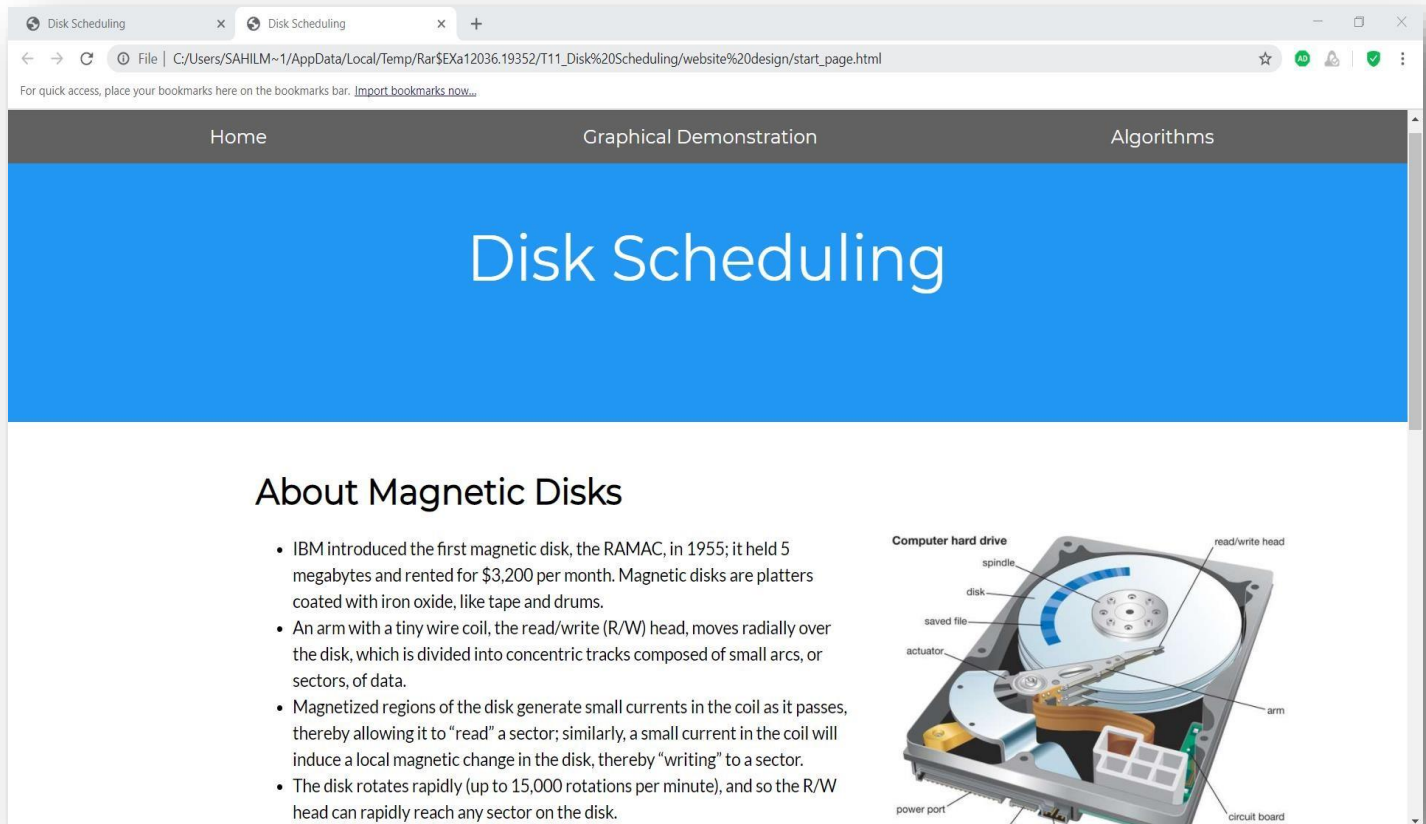 Disk Scheduling
Disk Scheduling
File | C:/Users/SAHILM~1/AppData/Local/Temp/Rar$EXa12036.19352/T11_Disk%20Scheduling/website%20design/start_page.html
AD
For quick access, place your bookmarks here on the bookmarks bar. Import bookmarks now...
Home
Graphical Demonstration
Algorithms
Disk Scheduling
About Magnetic Disks
• IBM introduced the first magnetic disk, the RAMAC, in 1955; it held 5
megabytes and rented for $3,200 per month. Magnetic disks are platters
coated with iron oxide, like tape and drums.
• An arm with a tiny wire coil, the read/write (R/W) head, moves radially over
the disk, which is divided into concentric tracks composed of small arcs, or
sectors, of data.
• Magnetized regions of the disk generate small currents in the coil as it passes,
thereby allowing it to “read” a sector; similarly, a small current in the coil will
induce a local magnetic change in the disk, thereby “writing” to a sector.
• The disk rotates rapidly (up to 15,000 rotations per minute), and so the R/W
head can rapidly reach any sector on the disk.
Computer hard drive
read/write head
spindle
disk
saved file
actuator
arm
power port
circuit board